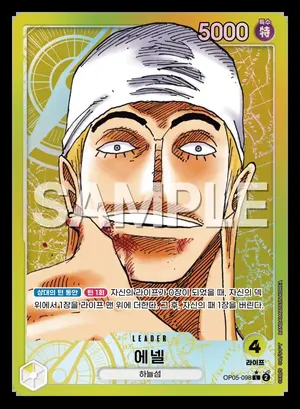 5000
특수
特
SAMPLE
상대의 턴 동안 턴 1회 자신의 라이프가 0장이 되었을 때, 자신의 덱
위에서 1장을 라이프 맨 위에 더한다. 그 후, 자신의 패 1장을 버린다.
LEADER
에넬
하늘섬
4
라이프
OP05-098 L 2